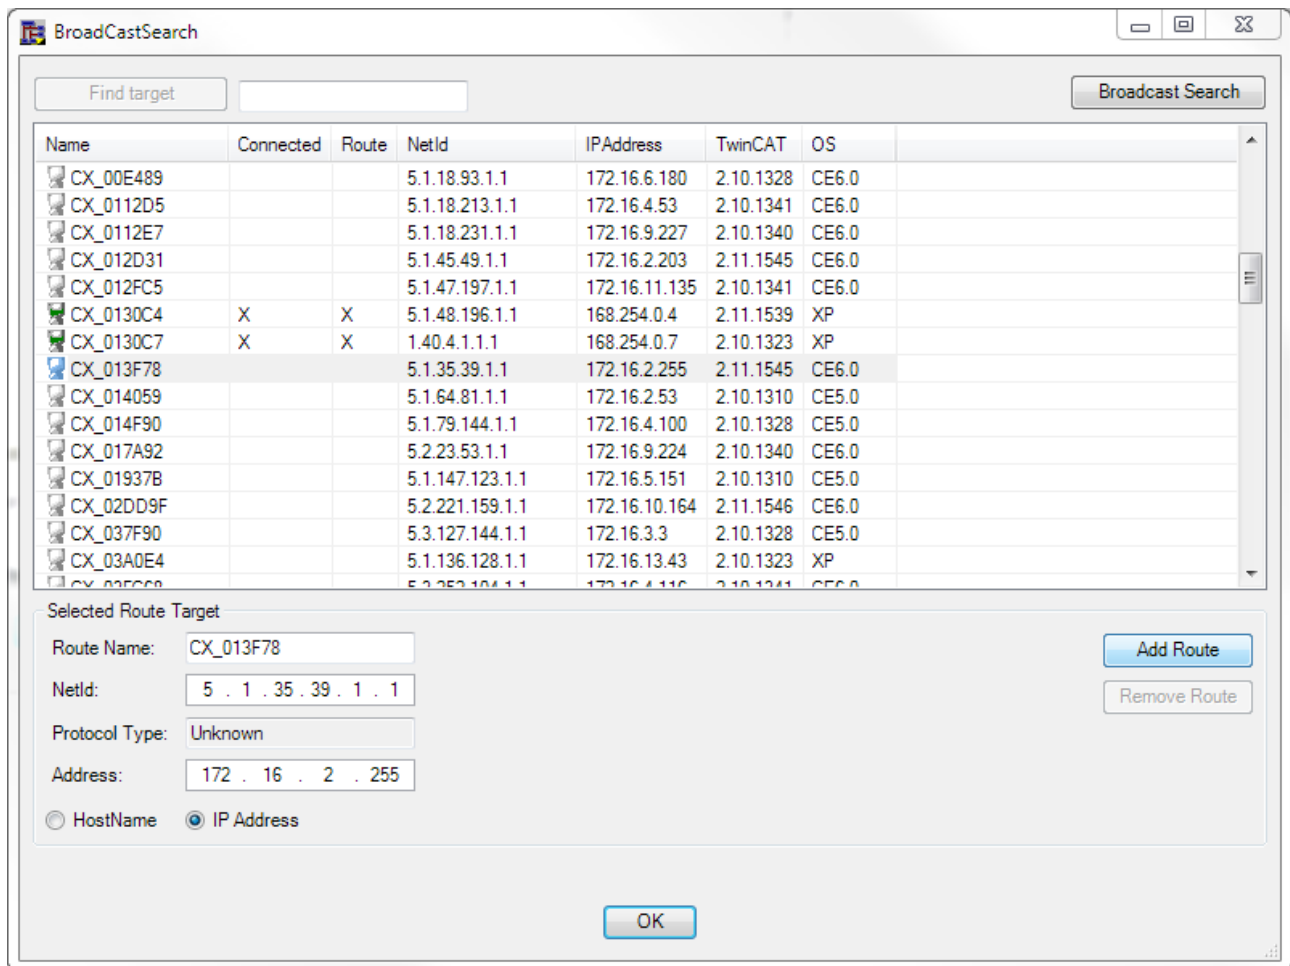 BroadCastSearch
Find target Broadcast Search
Name Connected Route NetId IPAddress TwinCAT OS
CX_00E489 5.1.18.93.1.1 172.16.6.180 2.10.1328 CE6.0
CX_0112D5 5.1.18.213.1.1 172.16.4.53 2.10.1341 CE6.0
CX_0112E7 5.1.18.231.1.1 172.16.9.227 2.10.1340 CE6.0
CX_012D31 5.1.45.49.1.1 172.16.2.203 2.11.1545 CE6.0
CX_012FC5 5.1.47.197.1.1 172.16.11.135 2.10.1341 CE6.0
CX_0130C4 X X 5.1.48.196.1.1 168.254.0.4 2.11.1539 XP
CX_0130C7 X X 1.40.4.1.1.1 168.254.0.7 2.10.1323 XP
CX_013F78 5.1.35.39.1.1 172.16.2.255 2.11.1545 CE6.0
CX_014059 5.1.64.81.1.1 172.16.2.53 2.10.1310 CE5.0
CX_014F90 5.1.79.144.1.1 172.16.4.100 2.10.1328 CE5.0
CX_017A92 5.2.23.53.1.1 172.16.9.224 2.10.1340 CE6.0
CX_01937B 5.1.147.123.1.1 172.16.5.151 2.10.1310 CE5.0
CX_02DD9F 5.2.221.159.1.1 172.16.10.164 2.11.1546 CE6.0
CX_037F90 5.3.127.144.1.1 172.16.3.3 2.10.1328 CE5.0
CX_03A0E4 5.1.136.128.1.1 172.16.13.43 2.10.1323 XP
Selected Route Target
Route Name: CX_013F78 Add Route
NetId: 5 . 1 . 35 . 39 . 1 . 1 Remove Route
Protocol Type: Unknown
Address: 172 . 16 . 2 . 255
HostName IP Address
OK